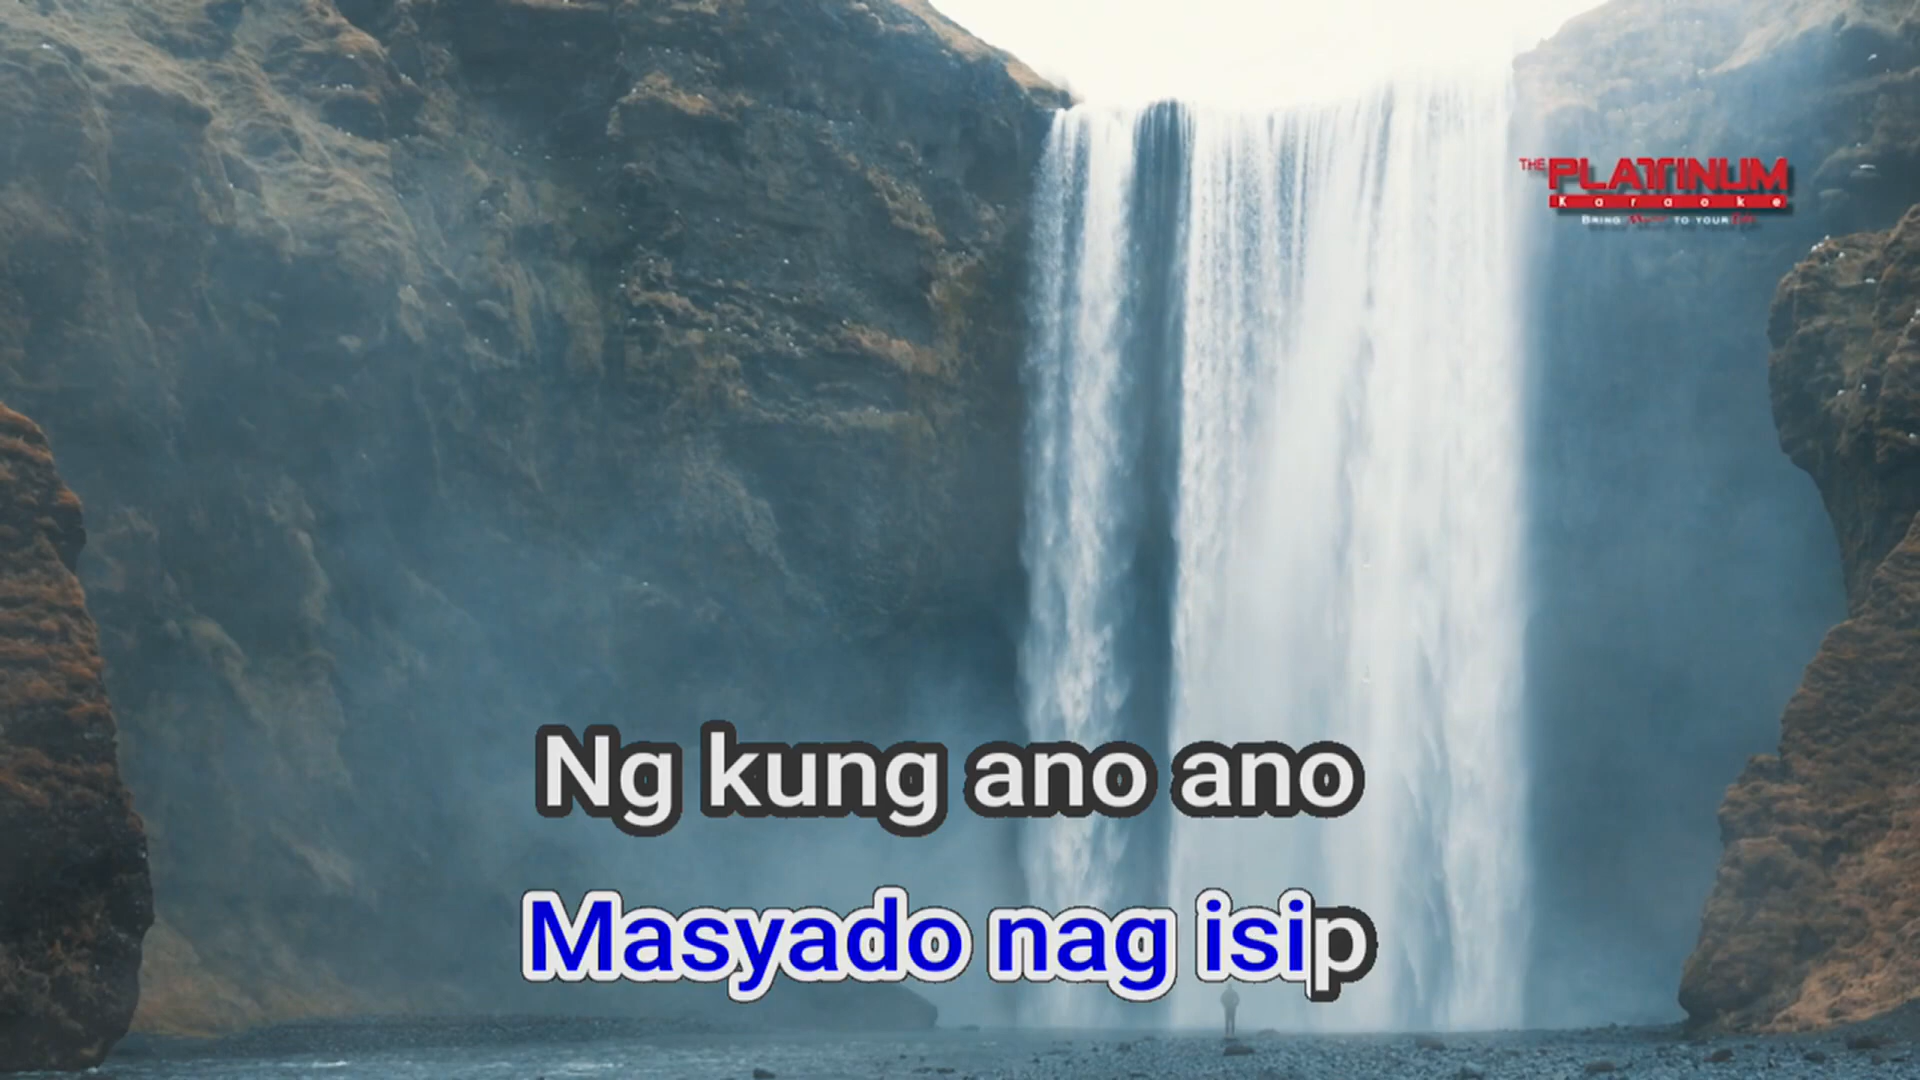 THE PLATINUM
Karaoke
BRING Music TO YOUR Life
Ng kung ano ano
Masyado nag isip